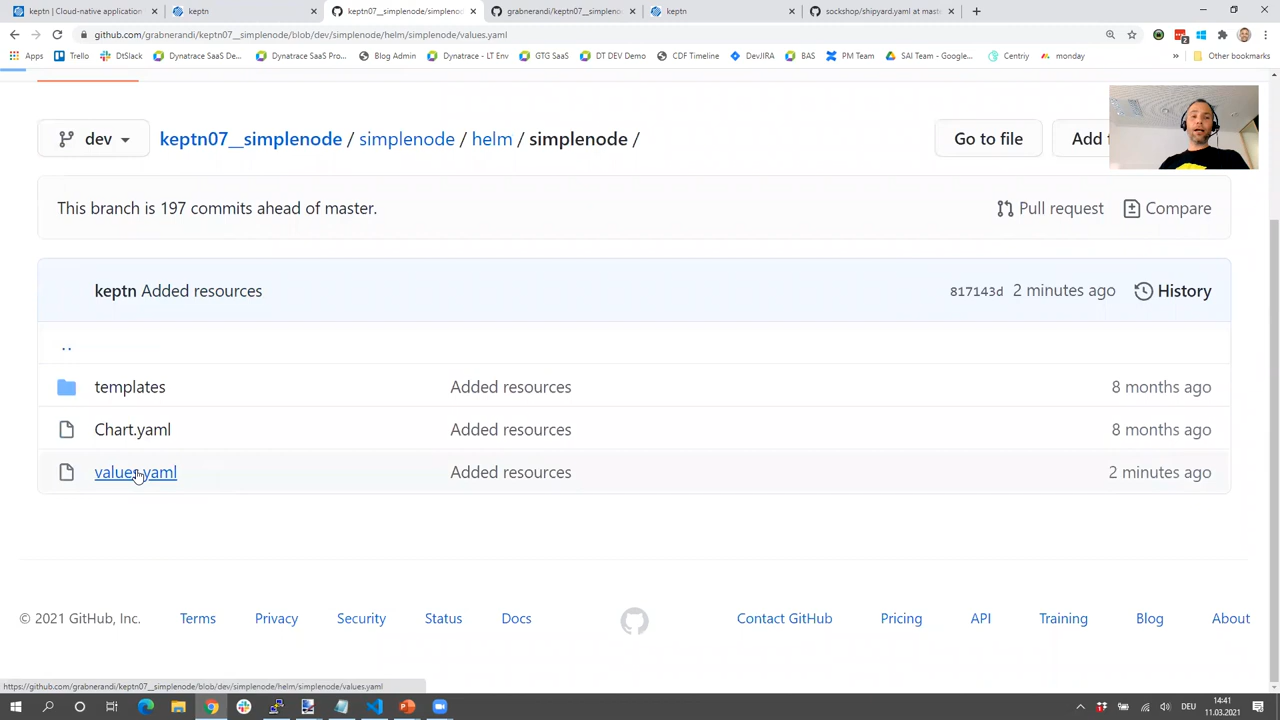 keptn | Cloud-native application
keptn
keptn07__simplenode/simplenod
grabnerandi/keptn07__simplenod
keptn
sockshop/shipyard.yaml at mast
github.com/grabnerandi/keptn07__simplenode/blob/dev/simplenode/helm/simplenode/values.yaml
Apps
Trello
DtSlack
Dynatrace SaaS De...
Dynatrace SaaS Pro...
Blog Admin
Dynatrace - LT Env
GTG SaaS
DT DEV Demo
CDF Timeline
DevJIRA
BAS
PM Team
SAI Team - Google...
Centriy
monday
»
Other bookmarks
dev
keptn07__simplenode / simplenode / helm / simplenode /
Go to file
Add
This branch is 197 commits ahead of master.
Pull request
Compare
keptn Added resources
817143d 2 minutes ago
History
..
templates
Added resources
8 months ago
Chart.yaml
Added resources
8 months ago
values.yaml
Added resources
2 minutes ago
© 2021 GitHub, Inc.
Terms
Privacy
Security
Status
Docs
Contact GitHub
Pricing
API
Training
Blog
About
https://github.com/grabnerandi/keptn07__simplenode/blob/dev/simplenode/helm/simplenode/values.yaml
DEU
14:41
11.03.2021